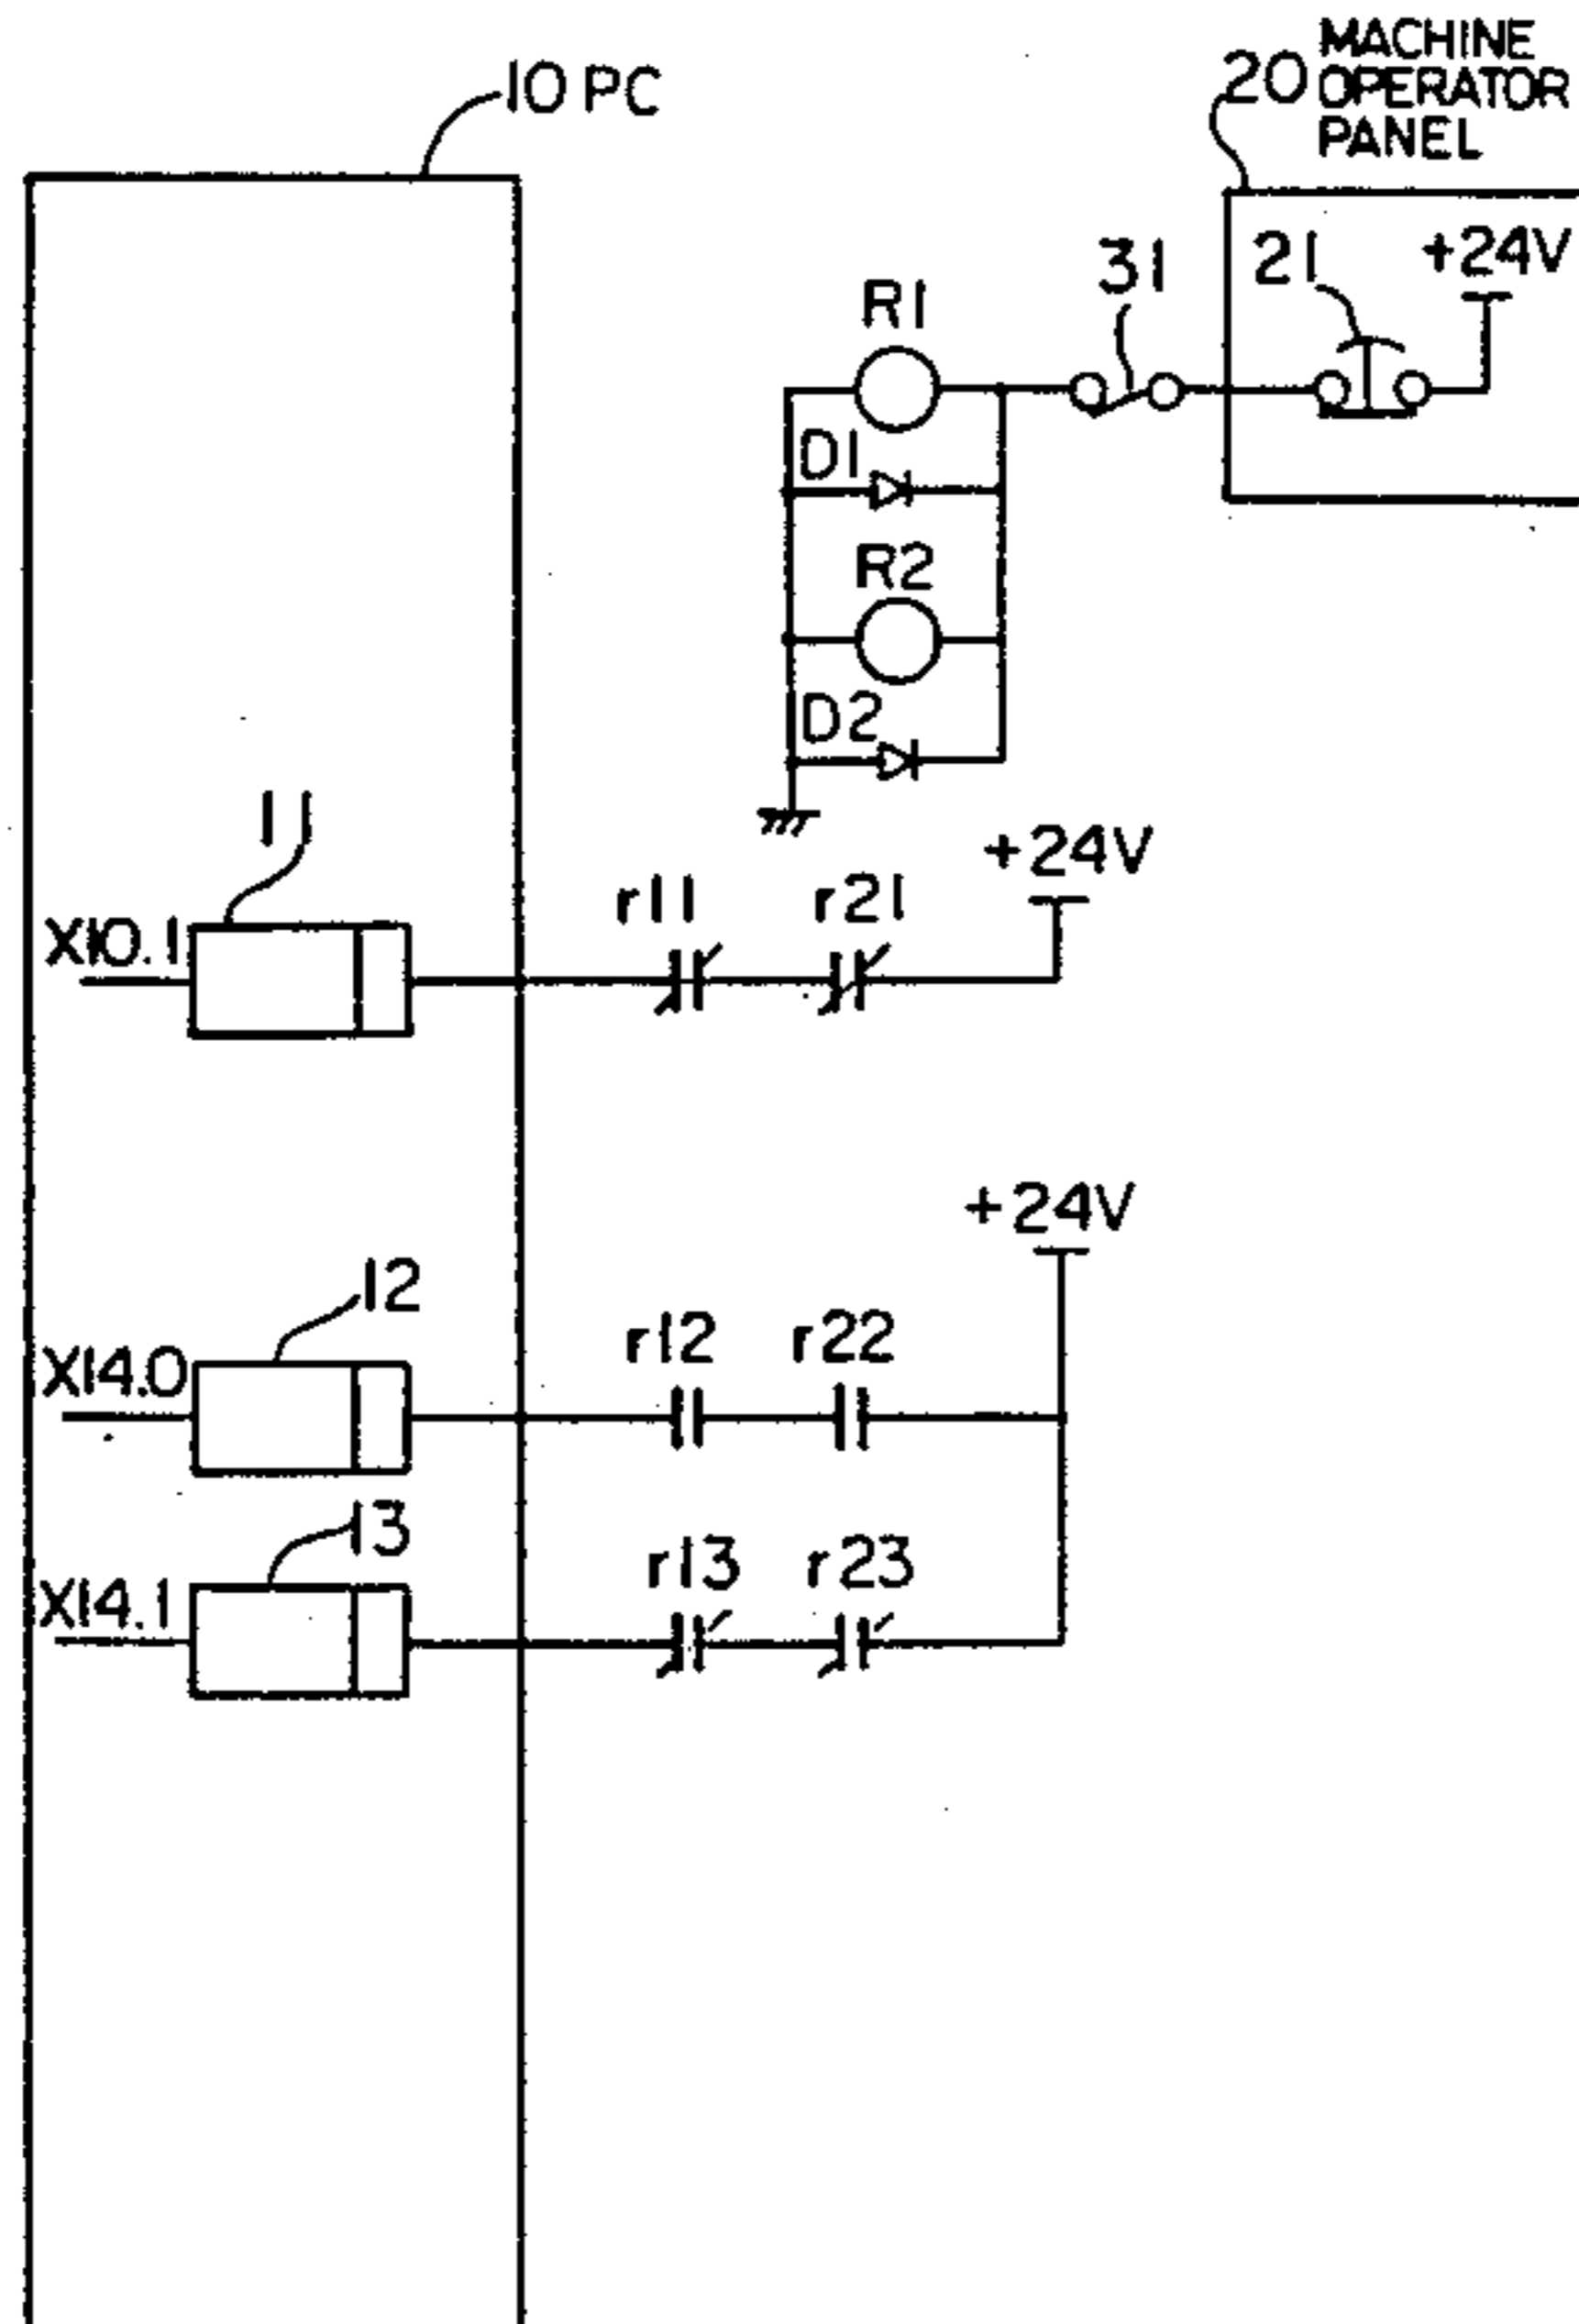 10 PC
20 MACHINE
OPERATOR
PANEL
31
21
+24V
R1
D1
R2
D2
11
+24V
X10.1
r11
r21
+24V
12
X14.0
r12
r22
13
X14.1
r13
r23